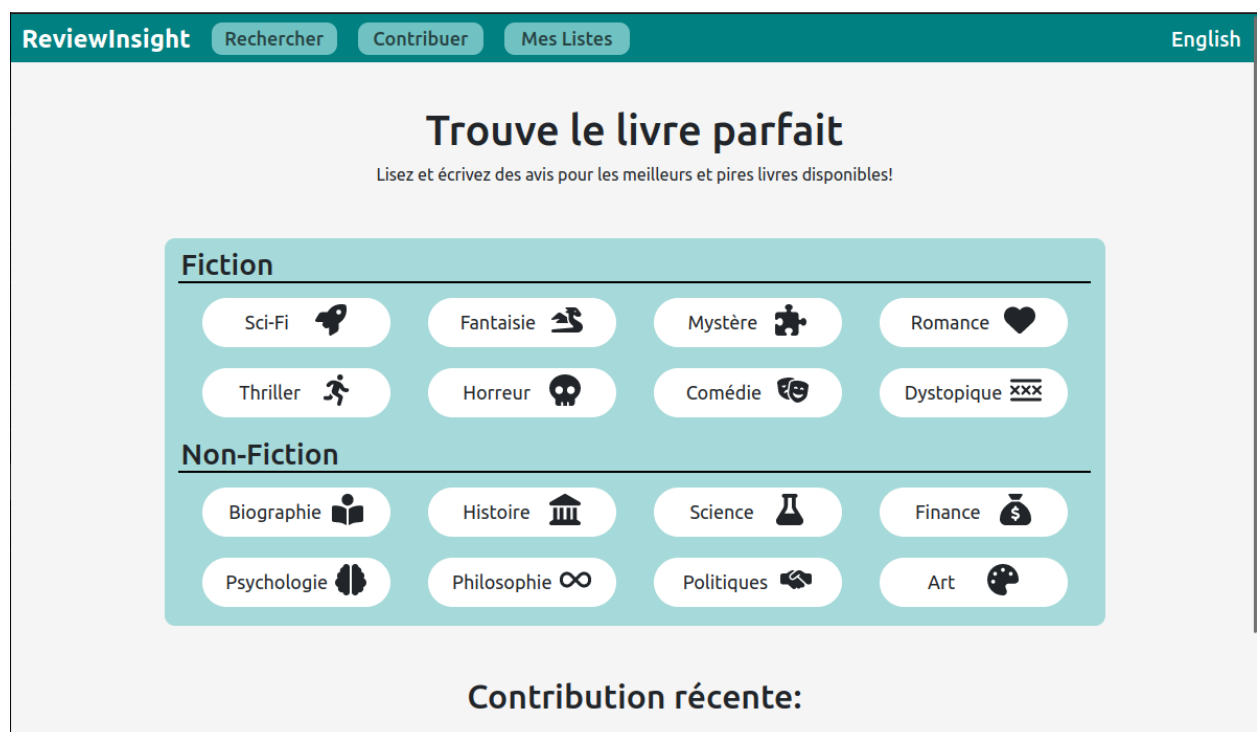 ReviewInsight Rechercher Contribuer Mes Listes English
Trouve le livre parfait
Lisez et écrivez des avis pour les meilleurs et pires livres disponibles!
Fiction
Sci-Fi Fantaisie Mystère Romance
Thriller Horreur Comédie Dystopique
Non-Fiction
Biographie Histoire Science Finance
Psychologie Philosophie Politiques Art
Contribution récente: